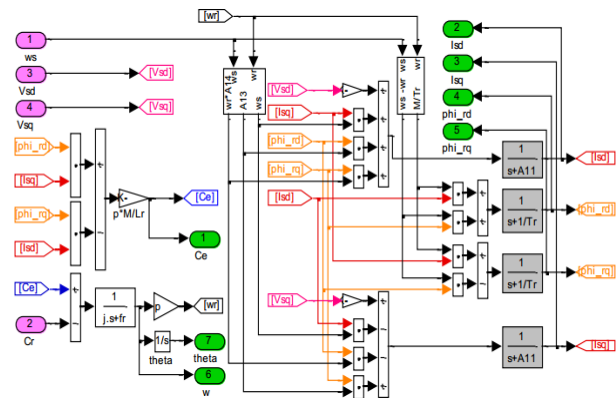 [wr]
1
ws
3
Vsd
[Vsd]
4
Vsq
[Vsq]
ws
wr
wr*A14
A13
ws
[Vsd]
[Isq]
[phi_rd]
[phi_rq]
[Isd]
ws
wr
ws -wr
M/Tr
2
Isd
3
Isq
4
phi_rd
5
phi_rq
[phi_rd]
[Isq]
[phi_rq]
[Isd]
K-
p*M/Lr
[Ce]
1
Ce
1
s+A11
[Isd]
1
s+1/Tr
[phi_rd]
1
s+1/Tr
[phi_rq]
[Vsq]
1
s+A11
[Isq]
[Ce]
2
Cr
1
j.s+fr
p
[wr]
1/s
theta
7
theta
6
w